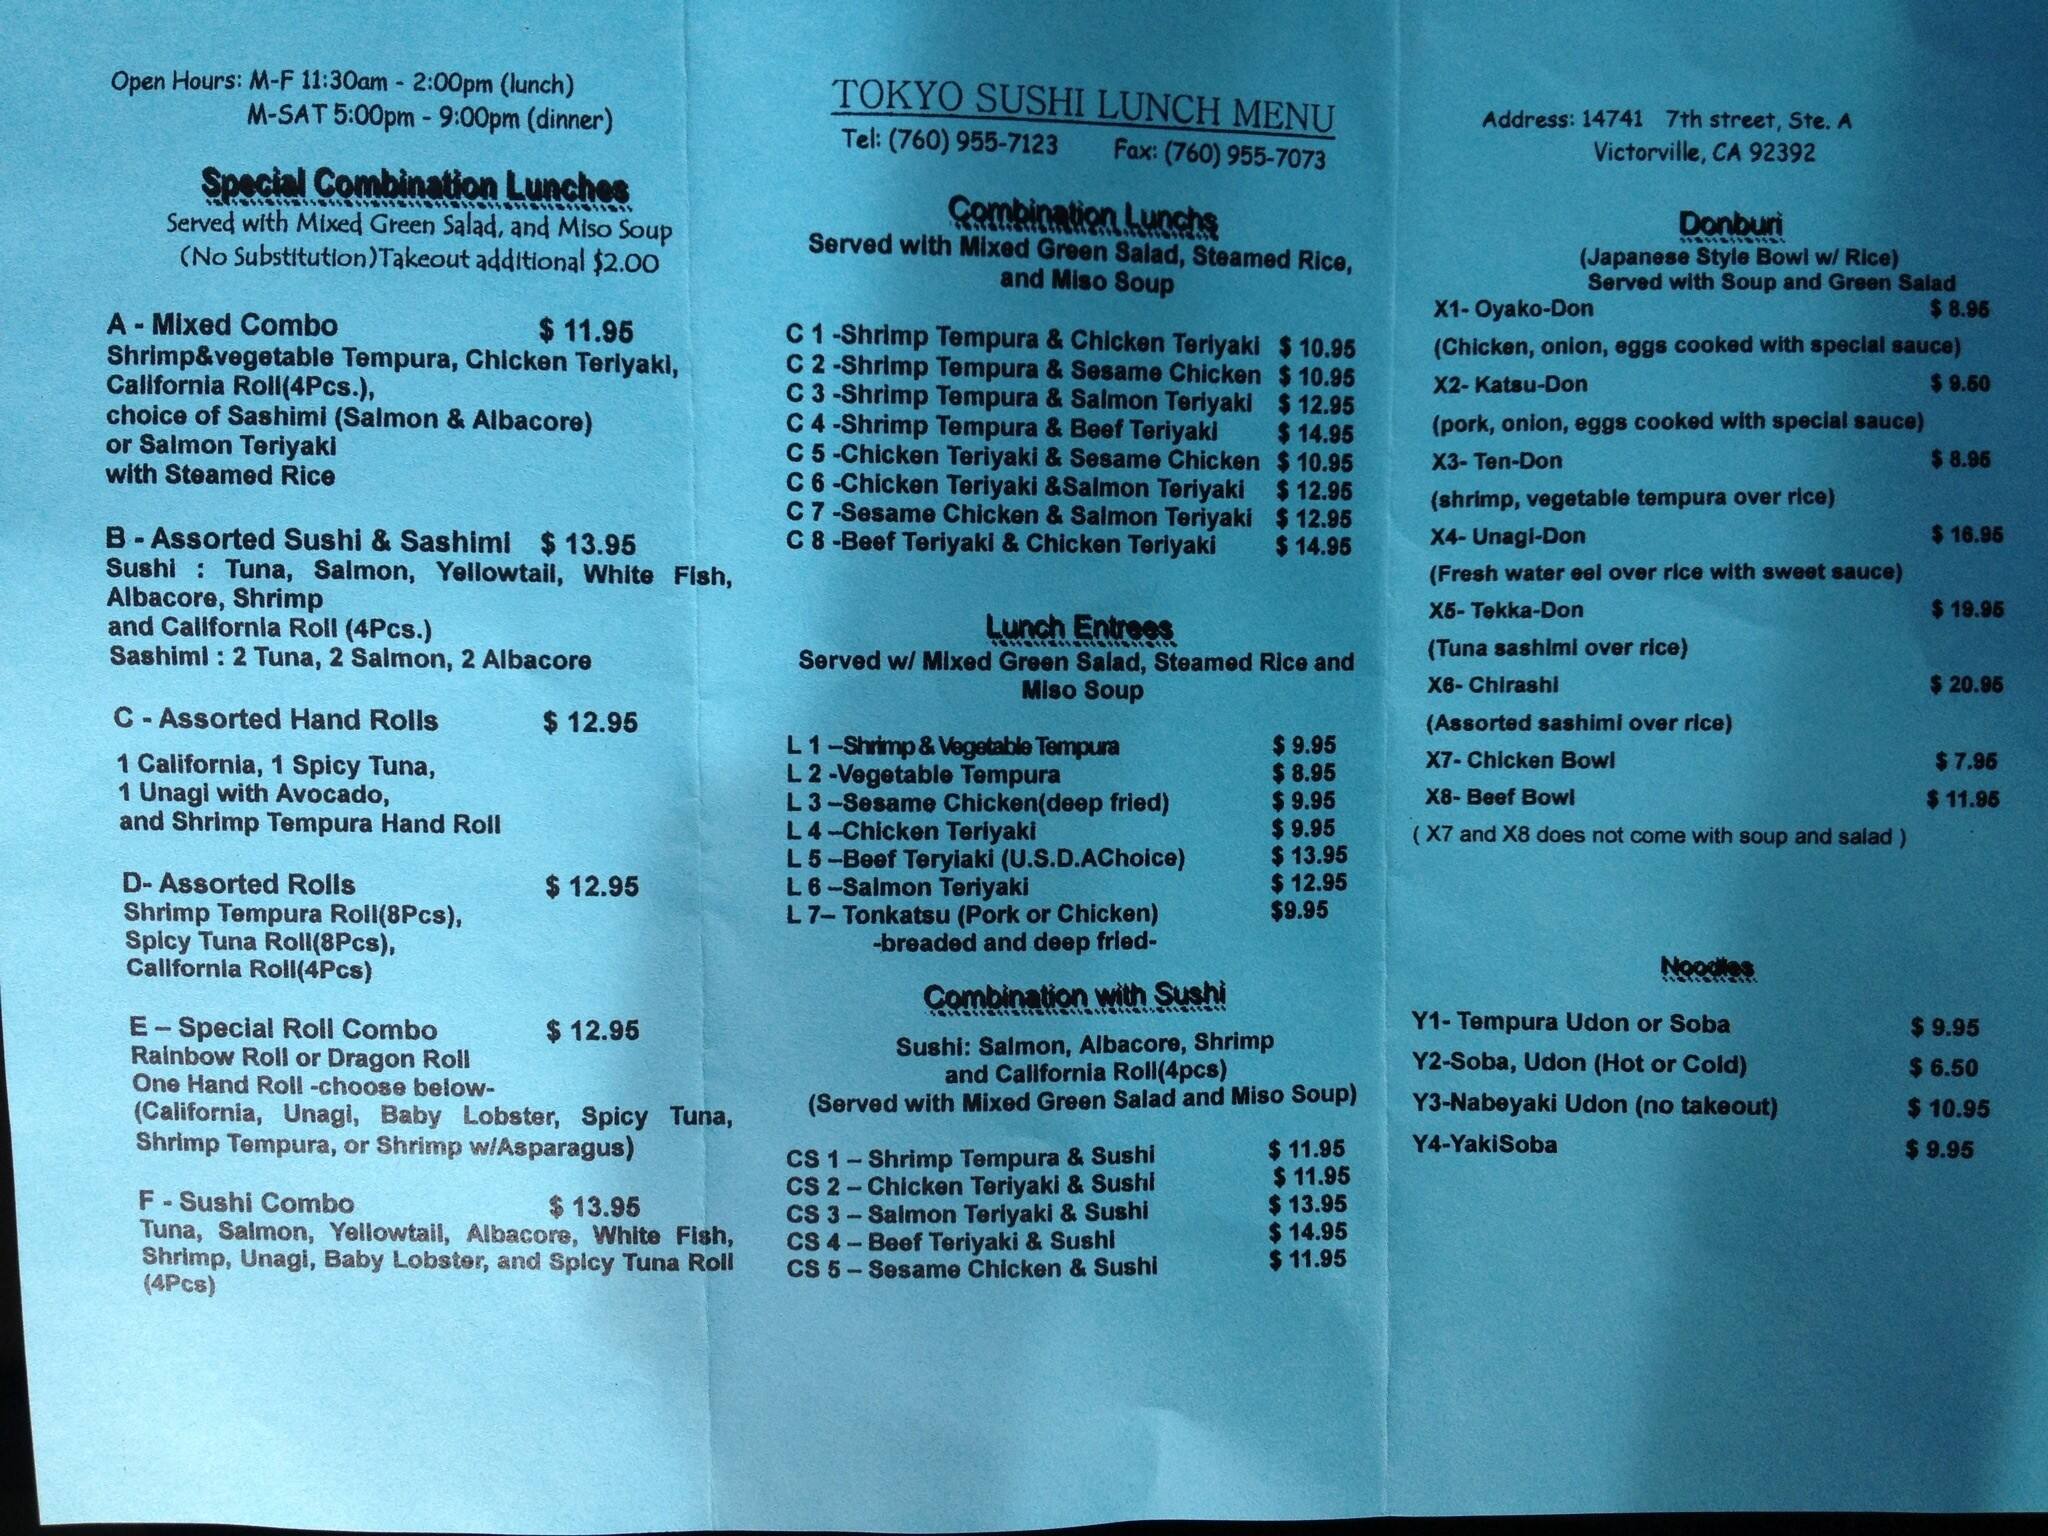 Open Hours: M-F 11:30am - 2:00pm (lunch)
M-SAT 5:00pm - 9:00pm (dinner)
Special Combination Lunches
Served with Mixed Green Salad, and Miso Soup
(No Substitution)Takeout additional $2.00
A - Mixed Combo $ 11.95
Shrimp&vegetable Tempura, Chicken Teriyaki,
California Roll(4Pcs.),
choice of Sashimi (Salmon & Albacore)
or Salmon Teriyaki
with Steamed Rice
B - Assorted Sushi & Sashimi $ 13.95
Sushi : Tuna, Salmon, Yellowtail, White Fish,
Albacore, Shrimp
and California Roll (4Pcs.)
Sashimi : 2 Tuna, 2 Salmon, 2 Albacore
C - Assorted Hand Rolls $ 12.95
1 California, 1 Spicy Tuna,
1 Unagi with Avocado,
and Shrimp Tempura Hand Roll
D- Assorted Rolls $ 12.95
Shrimp Tempura Roll(8Pcs),
Spicy Tuna Roll(8Pcs),
California Roll(4Pcs)
E – Special Roll Combo $ 12.95
Rainbow Roll or Dragon Roll
One Hand Roll -choose below-
(California, Unagi, Baby Lobster, Spicy Tuna,
Shrimp Tempura, or Shrimp w/Asparagus)
F - Sushi Combo $ 13.95
Tuna, Salmon, Yellowtail, Albacore, White Fish,
Shrimp, Unagi, Baby Lobster, and Spicy Tuna Roll
(4Pcs)
TOKYO SUSHI LUNCH MENU
Tel: (760) 955-7123 Fax: (760) 955-7073
Combination Lunchs
Served with Mixed Green Salad, Steamed Rice,
and Miso Soup
C 1 -Shrimp Tempura & Chicken Teriyaki $ 10.95
C 2 -Shrimp Tempura & Sesame Chicken $ 10.95
C 3 -Shrimp Tempura & Salmon Teriyaki $ 12.95
C 4 -Shrimp Tempura & Beef Teriyaki $ 14.95
C 5 -Chicken Teriyaki & Sesame Chicken $ 10.95
C 6 -Chicken Teriyaki &Salmon Teriyaki $ 12.95
C 7 -Sesame Chicken & Salmon Teriyaki $ 12.95
C 8 -Beef Teriyaki & Chicken Teriyaki $ 14.95
Lunch Entrees
Served w/ Mixed Green Salad, Steamed Rice and
Miso Soup
L 1 –Shrimp & Vegetable Tempura $ 9.95
L 2 -Vegetable Tempura $ 8.95
L 3 –Sesame Chicken(deep fried) $ 9.95
L 4 –Chicken Teriyaki $ 9.95
L 5 –Beef Teryiaki (U.S.D.AChoice) $ 13.95
L 6 –Salmon Teriyaki $ 12.95
L 7– Tonkatsu (Pork or Chicken) $9.95
-breaded and deep fried-
Combination with Sushi
Sushi: Salmon, Albacore, Shrimp
and California Roll(4pcs)
(Served with Mixed Green Salad and Miso Soup)
CS 1 – Shrimp Tempura & Sushi $ 11.95
CS 2 – Chicken Teriyaki & Sushi $ 11.95
CS 3 – Salmon Teriyaki & Sushi $ 13.95
CS 4 – Beef Teriyaki & Sushi $ 14.95
CS 5 – Sesame Chicken & Sushi $ 11.95
Address: 14741 7th street, Ste. A
Victorville, CA 92392
Donburi
(Japanese Style Bowl w/ Rice)
Served with Soup and Green Salad
X1- Oyako-Don $ 8.95
(Chicken, onion, eggs cooked with special sauce)
X2- Katsu-Don $ 9.50
(pork, onion, eggs cooked with special sauce)
X3- Ten-Don $ 8.95
(shrimp, vegetable tempura over rice)
X4- Unagi-Don $ 16.95
(Fresh water eel over rice with sweet sauce)
X5- Tekka-Don $ 19.95
(Tuna sashimi over rice)
X6- Chirashi $ 20.95
(Assorted sashimi over rice)
X7- Chicken Bowl $ 7.95
X8- Beef Bowl $ 11.95
( X7 and X8 does not come with soup and salad )
Noodles
Y1- Tempura Udon or Soba $ 9.95
Y2-Soba, Udon (Hot or Cold) $ 6.50
Y3-Nabeyaki Udon (no takeout) $ 10.95
Y4-YakiSoba $ 9.95